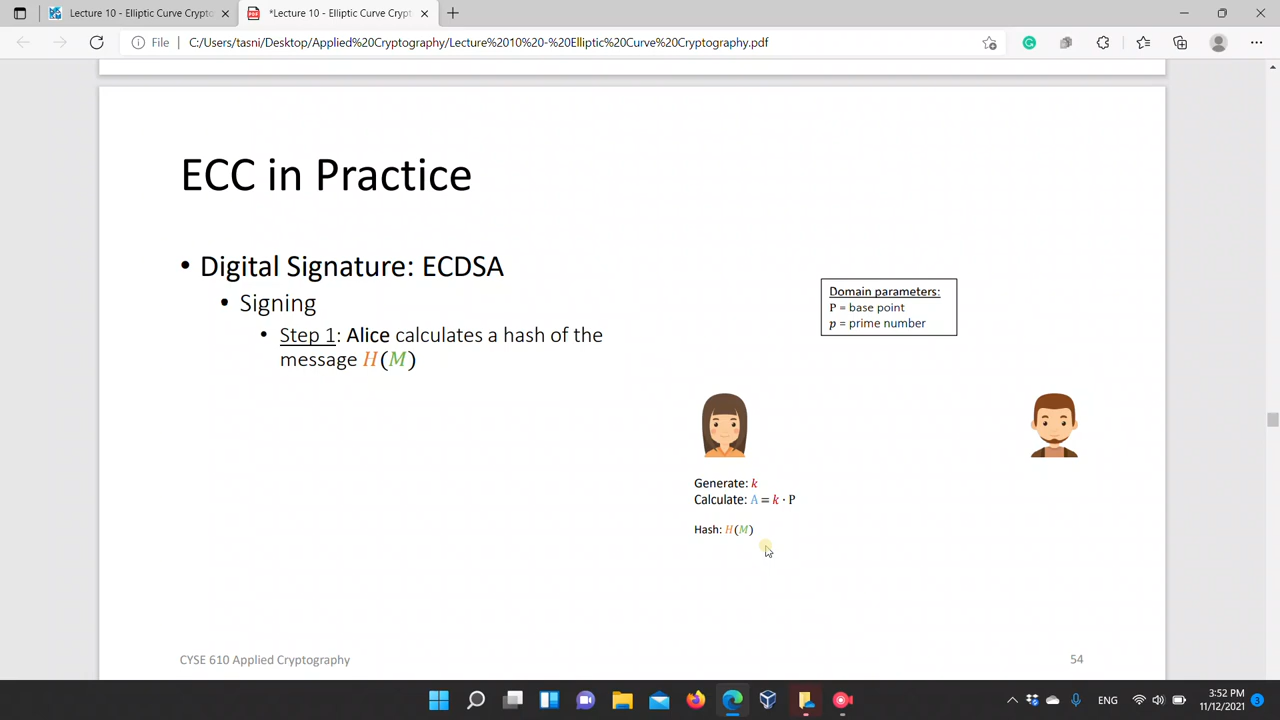 Lecture 10 - Elliptic Curve Crypto
*Lecture 10 - Elliptic Curve Crypt
File
C:/Users/tasni/Desktop/Applied%20Cryptography/Lecture%2010%20-%20Elliptic%20Curve%20Cryptography.pdf
ECC in Practice
• Digital Signature: ECDSA
• Signing
• Step 1: Alice calculates a hash of the
message H(M)
Domain parameters:
P = base point
p = prime number
Generate: k
Calculate: A = k · P
Hash: H(M)
CYSE 610 Applied Cryptography
54
ENG
3:52 PM
11/12/2021
3